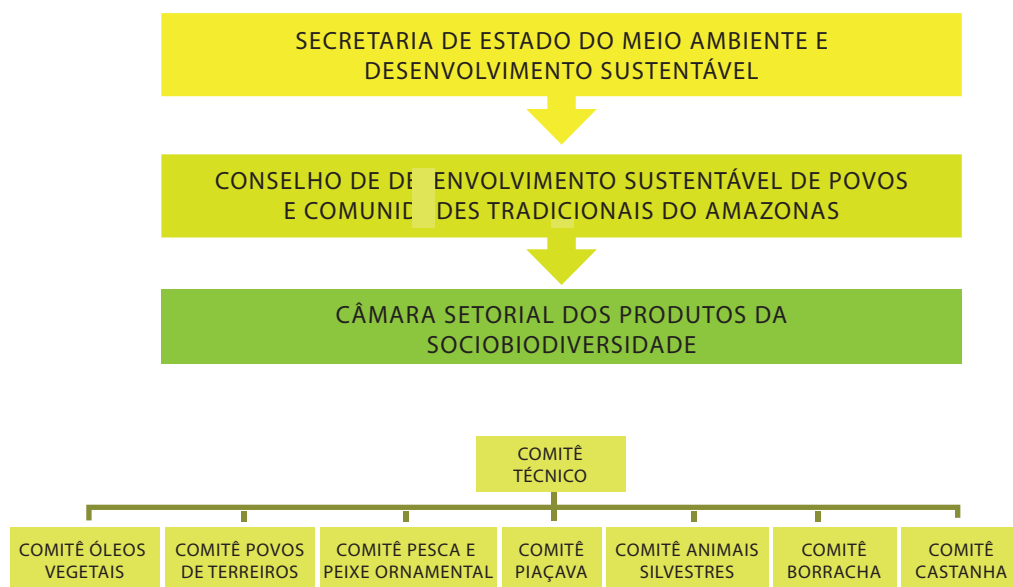 SECRETARIA DE ESTADO DO MEIO AMBIENTE E
DESENVOLVIMENTO SUSTENTÁVEL
CONSELHO DE DE ENVOLVIMENTO SUSTENTÁVEL DE POVOS
E COMUNID DES TRADICIONAIS DO AMAZONAS
CÂMARA SETORIAL DOS PRODUTOS DA
SOCIOBIODIVERSIDADE
COMITÊ
TÉCNICO
COMITÊ ÓLEOS
VEGETAIS
COMITÊ POVOS
DE TERREIROS
COMITÊ PESCA E
PEIXE ORNAMENTAL
COMITÊ
PIAÇAVA
COMITÊ ANIMAIS
SILVESTRES
COMITÊ
BORRACHA
COMITÊ
CASTANHA